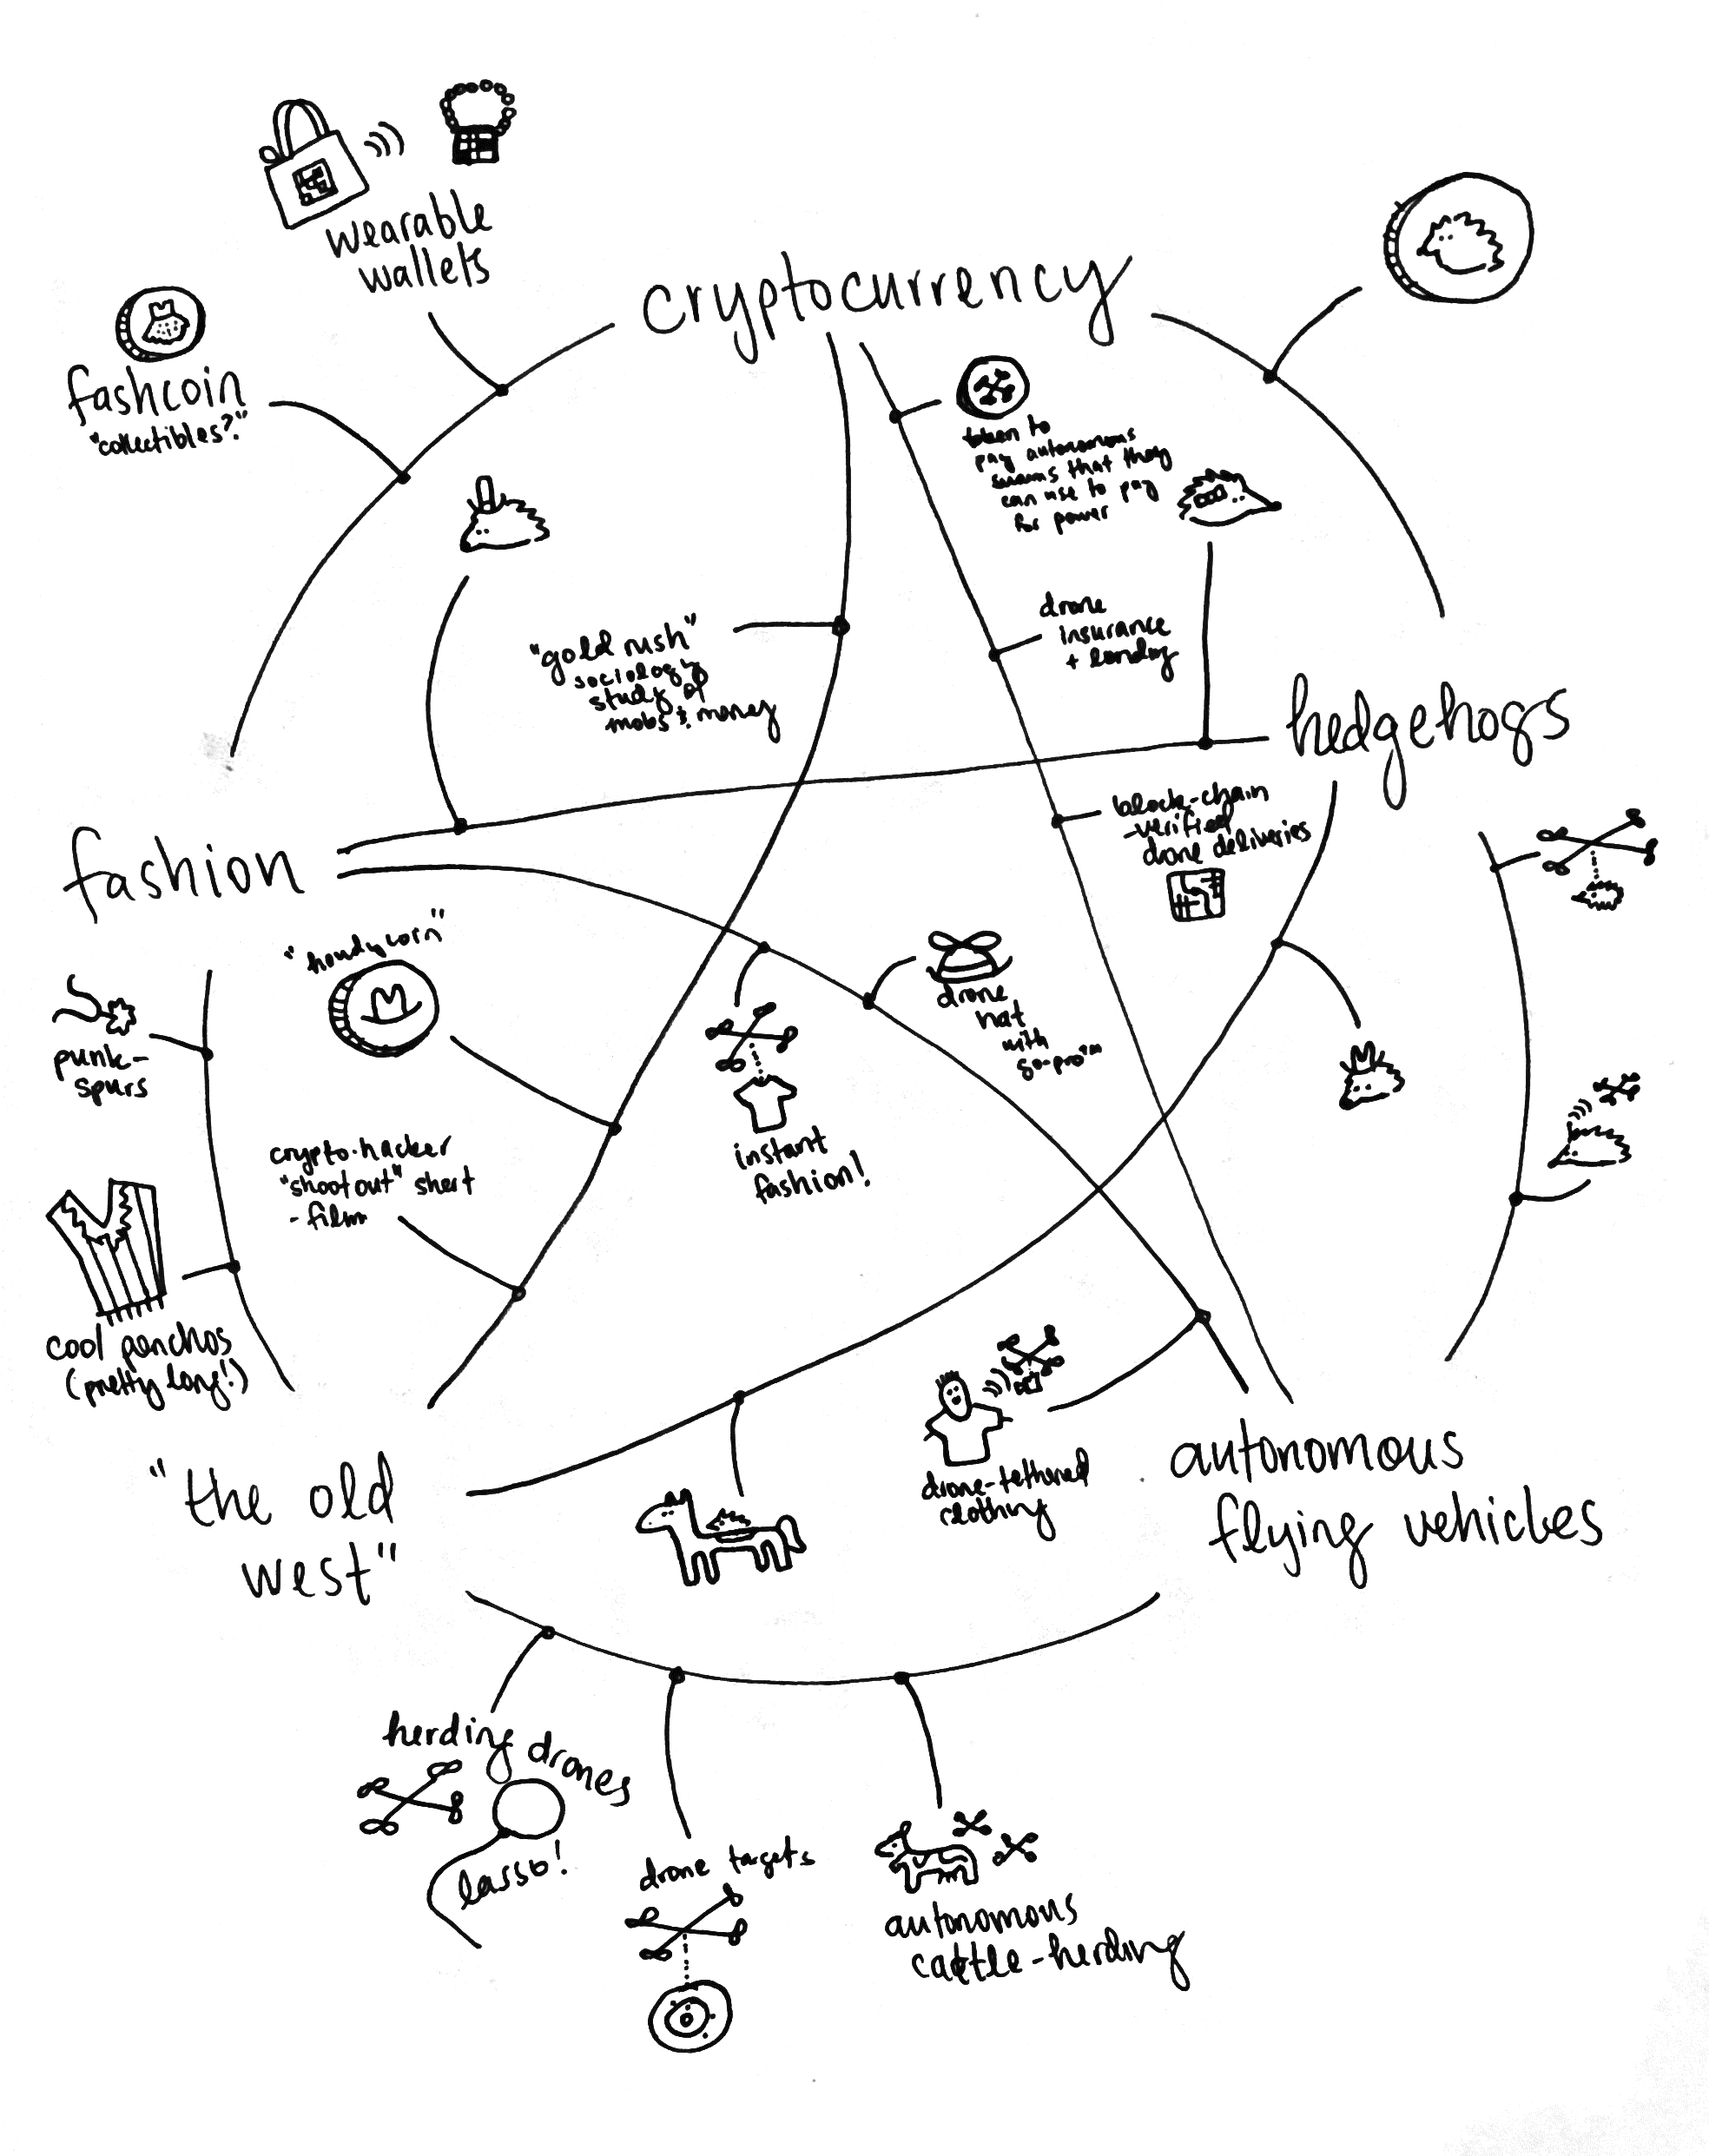 wearable
wallets
cryptocurrency
fashcoin
"collectibles?"
token to
pay autonomous
swarms that they
can use to pay
for power
"gold rush"
sociology
study of
mobs & money
drone
insurance
+ lending
hedgehogs
block-chain
-verified
drone deliveries
fashion
"howdycoin"
drone
hat
with
go-pro™
punk-
spurs
instant
fashion!
crypto-hacker
"shootout" short
-film
cool ponchos
(pretty long!)
"the old
west"
drone-tethered
clothing
autonomous
flying vehicles
herding drones
lasso!
drone targets
autonomous
cattle-herding